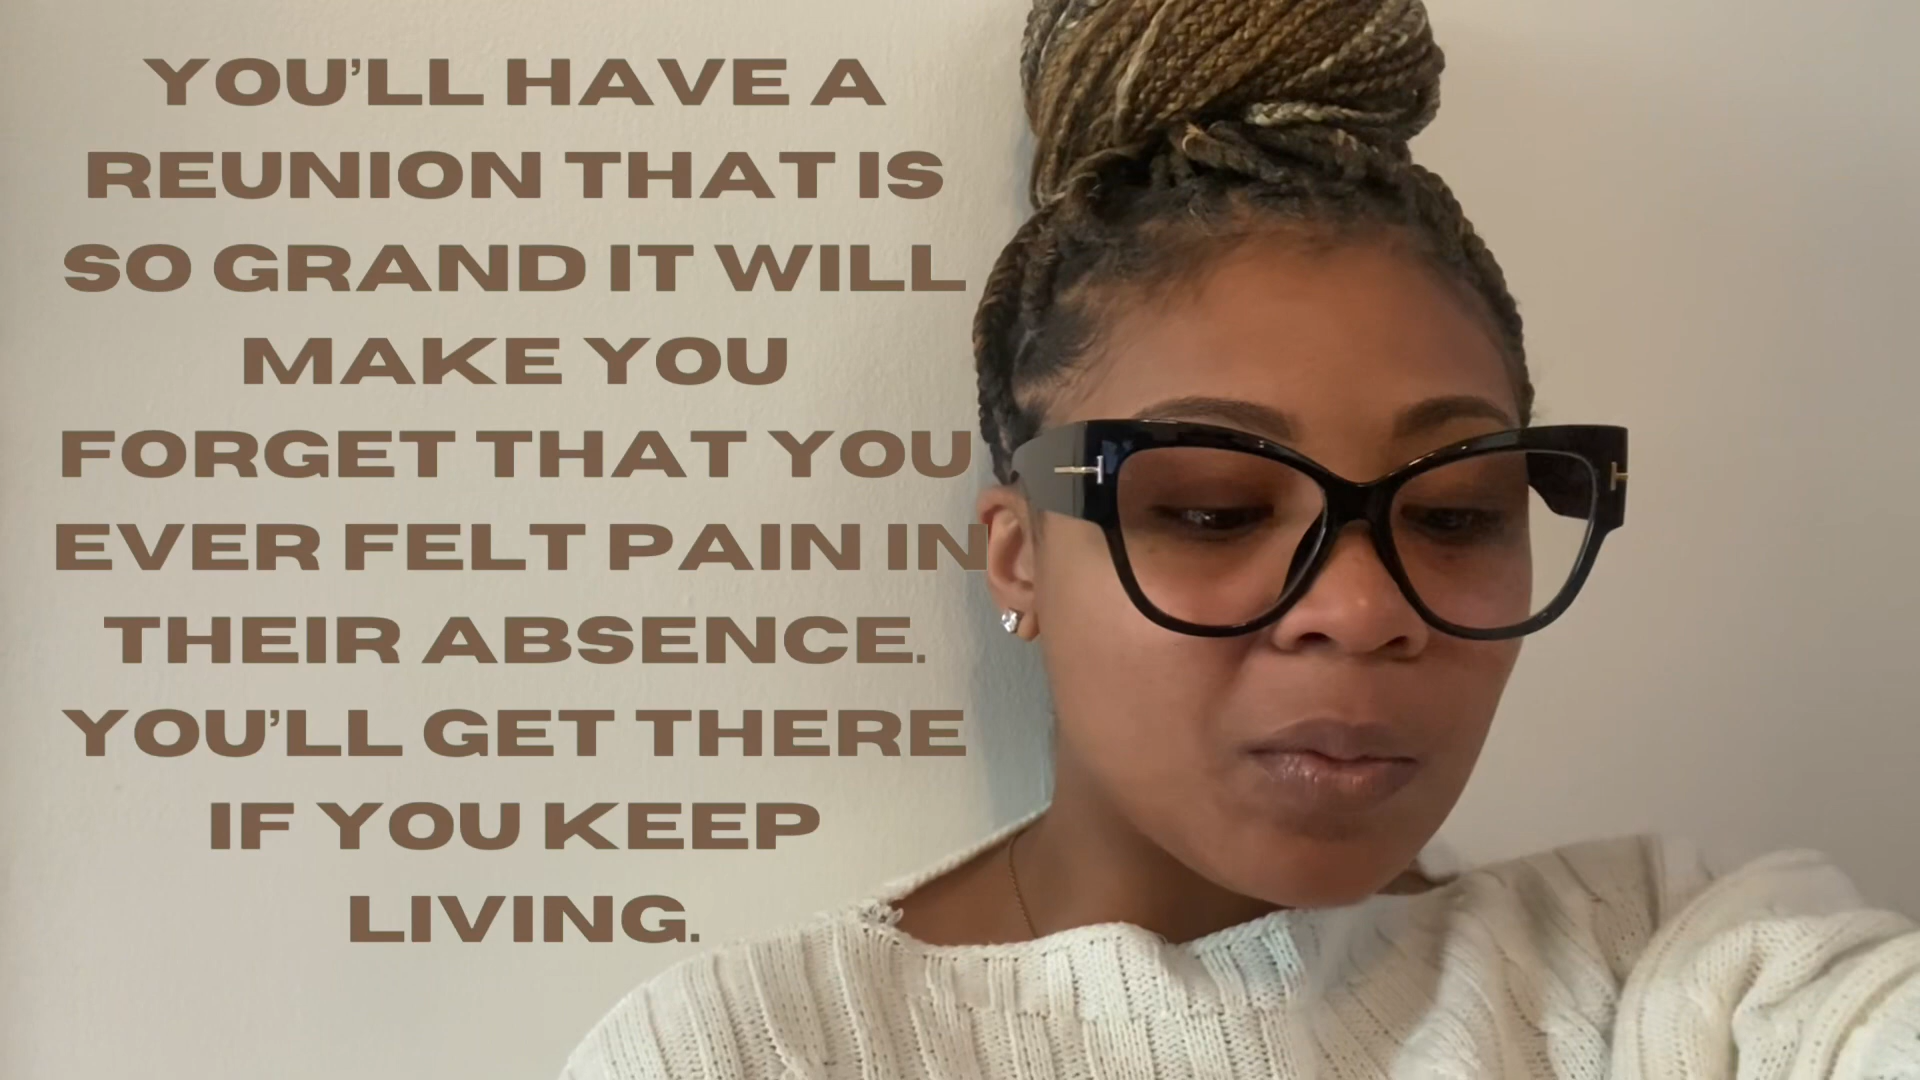 YOU'LL HAVE A
REUNION THAT IS
SO GRAND IT WILL
MAKE YOU
FORGET THAT YOU
EVER FELT PAIN IN
THEIR ABSENCE.
YOU'LL GET THERE
IF YOU KEEP
LIVING.